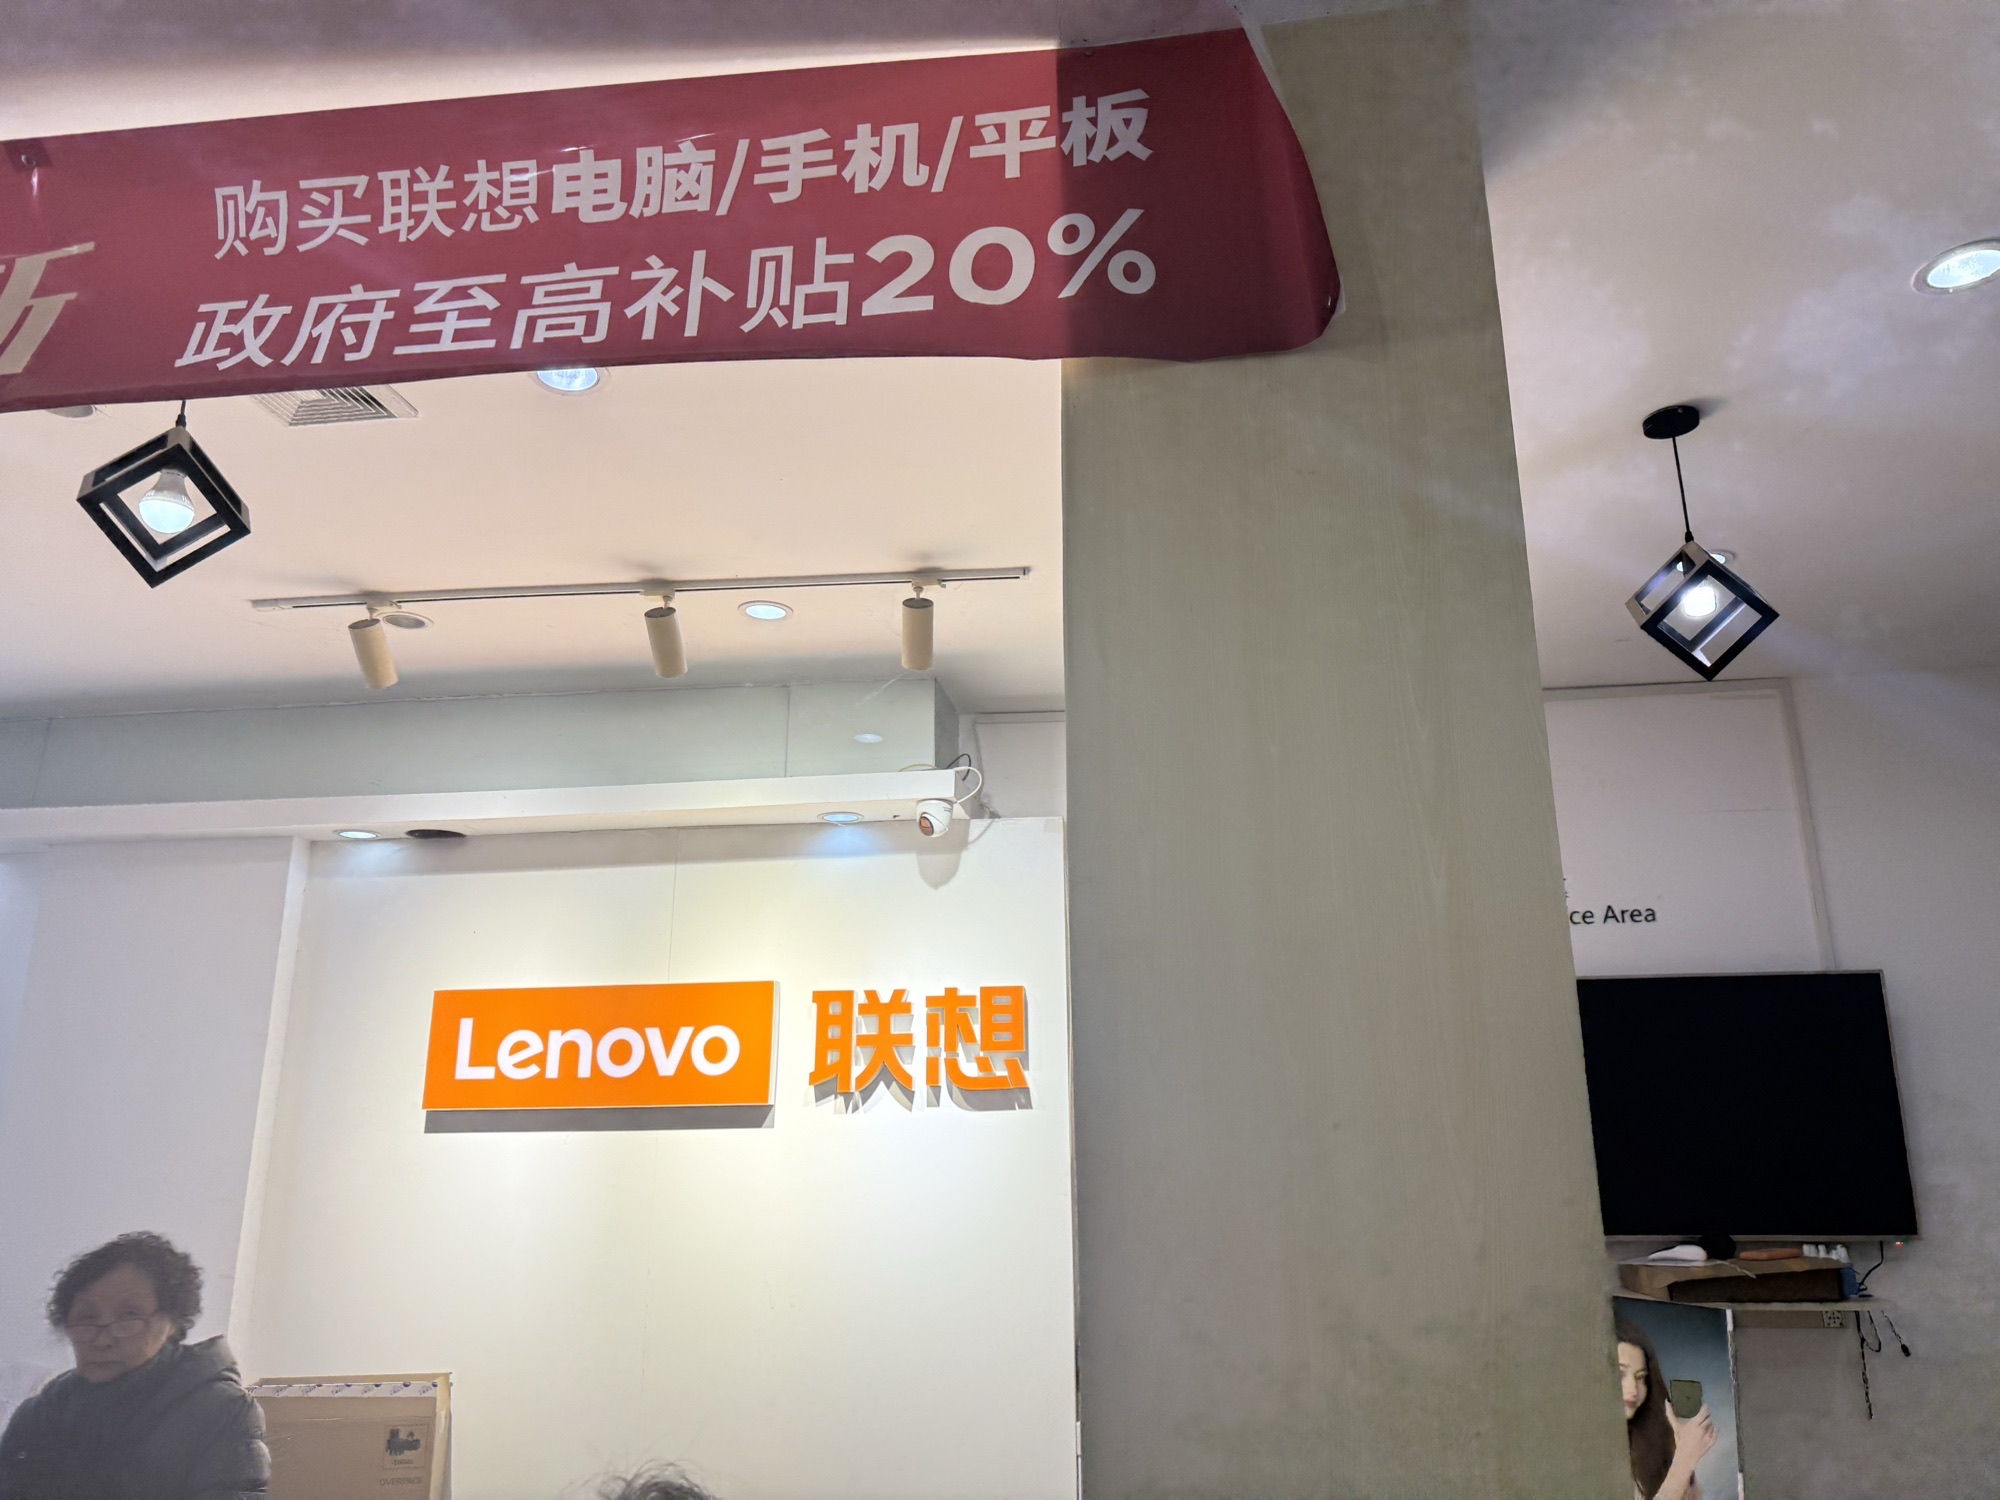 购买联想电脑/手机/平板
政府至高补贴20%
ce Area
Lenovo 联想
OVERPACK